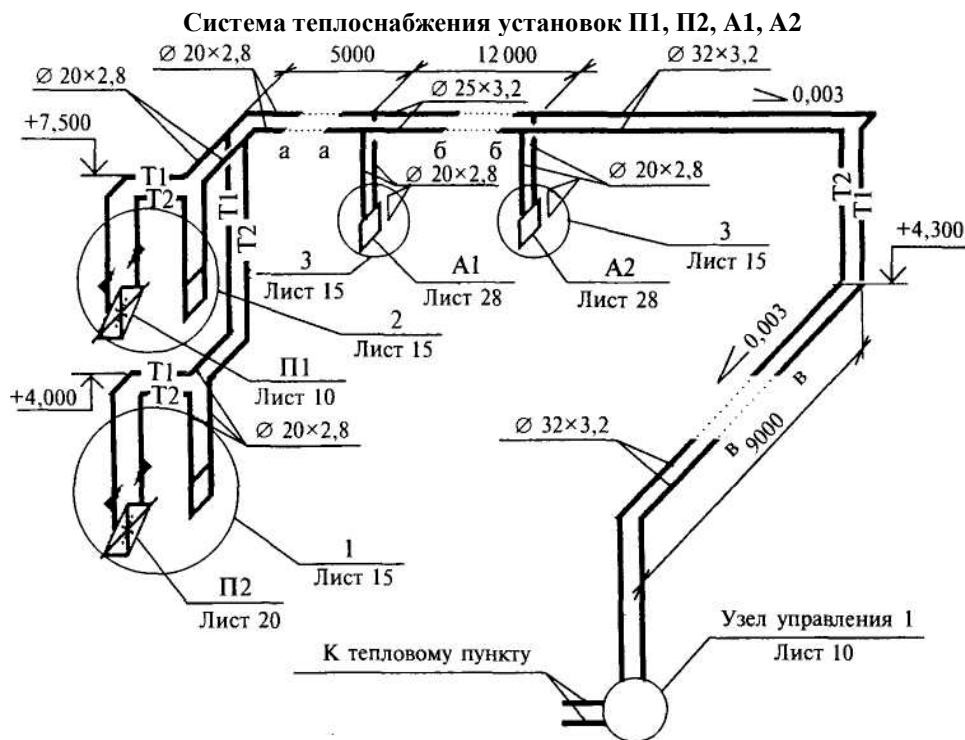 Система теплоснабжения установок П1, П2, А1, А2
∅ 20×2,8
5000
12 000
∅ 32×3,2
∅ 20×2,8
∅ 25×3,2
0,003
+7,500
а а
б б
Т1
Т2
Т1
Т2
∅ 20×2,8
∅ 20×2,8
Т2
Т1
3
Лист 15
А1
Лист 28
А2
Лист 28
3
Лист 15
+4,300
2
Лист 15
0,003
П1
Лист 10
+4,000
Т1
Т2
∅ 20×2,8
в
в
9000
∅ 32×3,2
1
Лист 15
П2
Лист 20
Узел управления 1
Лист 10
К тепловому пункту